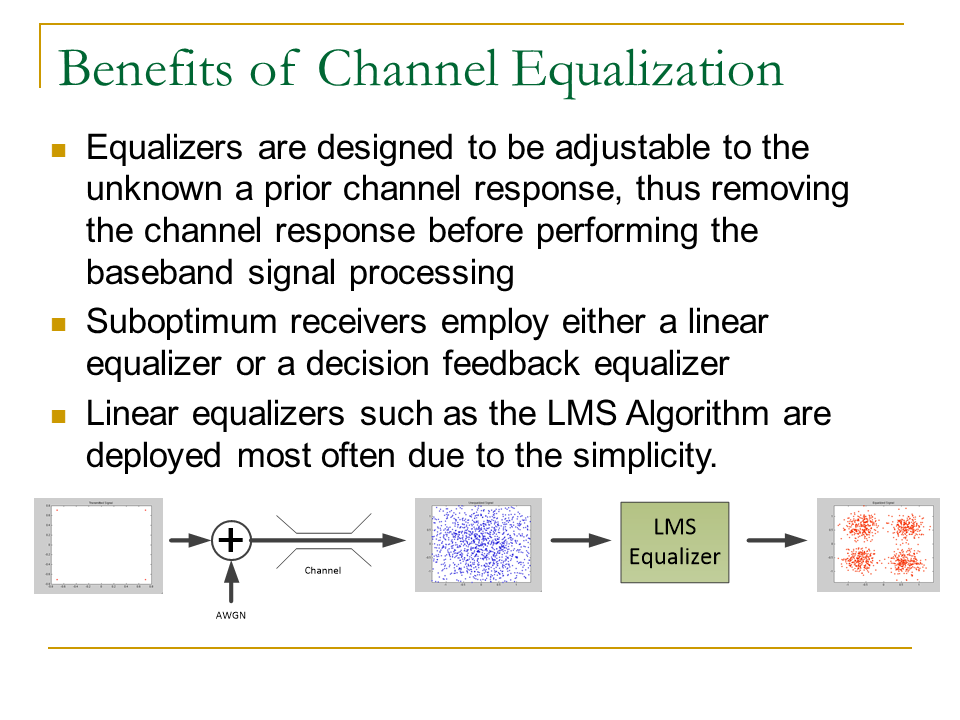 Benefits of Channel Equalization
Equalizers are designed to be adjustable to the
unknown a prior channel response, thus removing
the channel response before performing the
baseband signal processing
Suboptimum receivers employ either a linear
equalizer or a decision feedback equalizer
Linear equalizers such as the LMS Algorithm are
deployed most often due to the simplicity.
+
Channel
AWGN
LMS
Equalizer